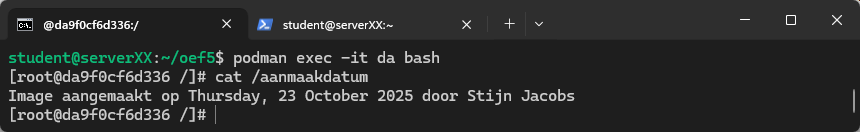 @da9f0cf6d336:/
student@serverXX:~
student@serverXX:~/oef5$ podman exec -it da bash
[root@da9f0cf6d336 /]# cat /aanmaakdatum
Image aangemaakt op Thursday, 23 October 2025 door Stijn Jacobs
[root@da9f0cf6d336 /]#